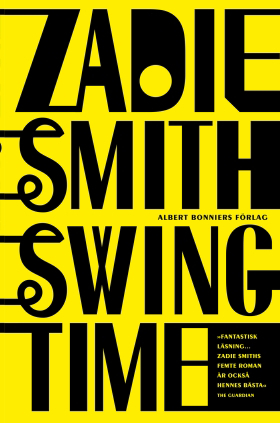 ZADIE
SMITH
ALBERT BONNIERS FÖRLAG
SWING
TIME
»FANTASTISK
LÄSNING...
ZADIE SMITHS
FEMTE ROMAN
ÄR OCKSÅ
HENNES BÄSTA»
THE GUARDIAN